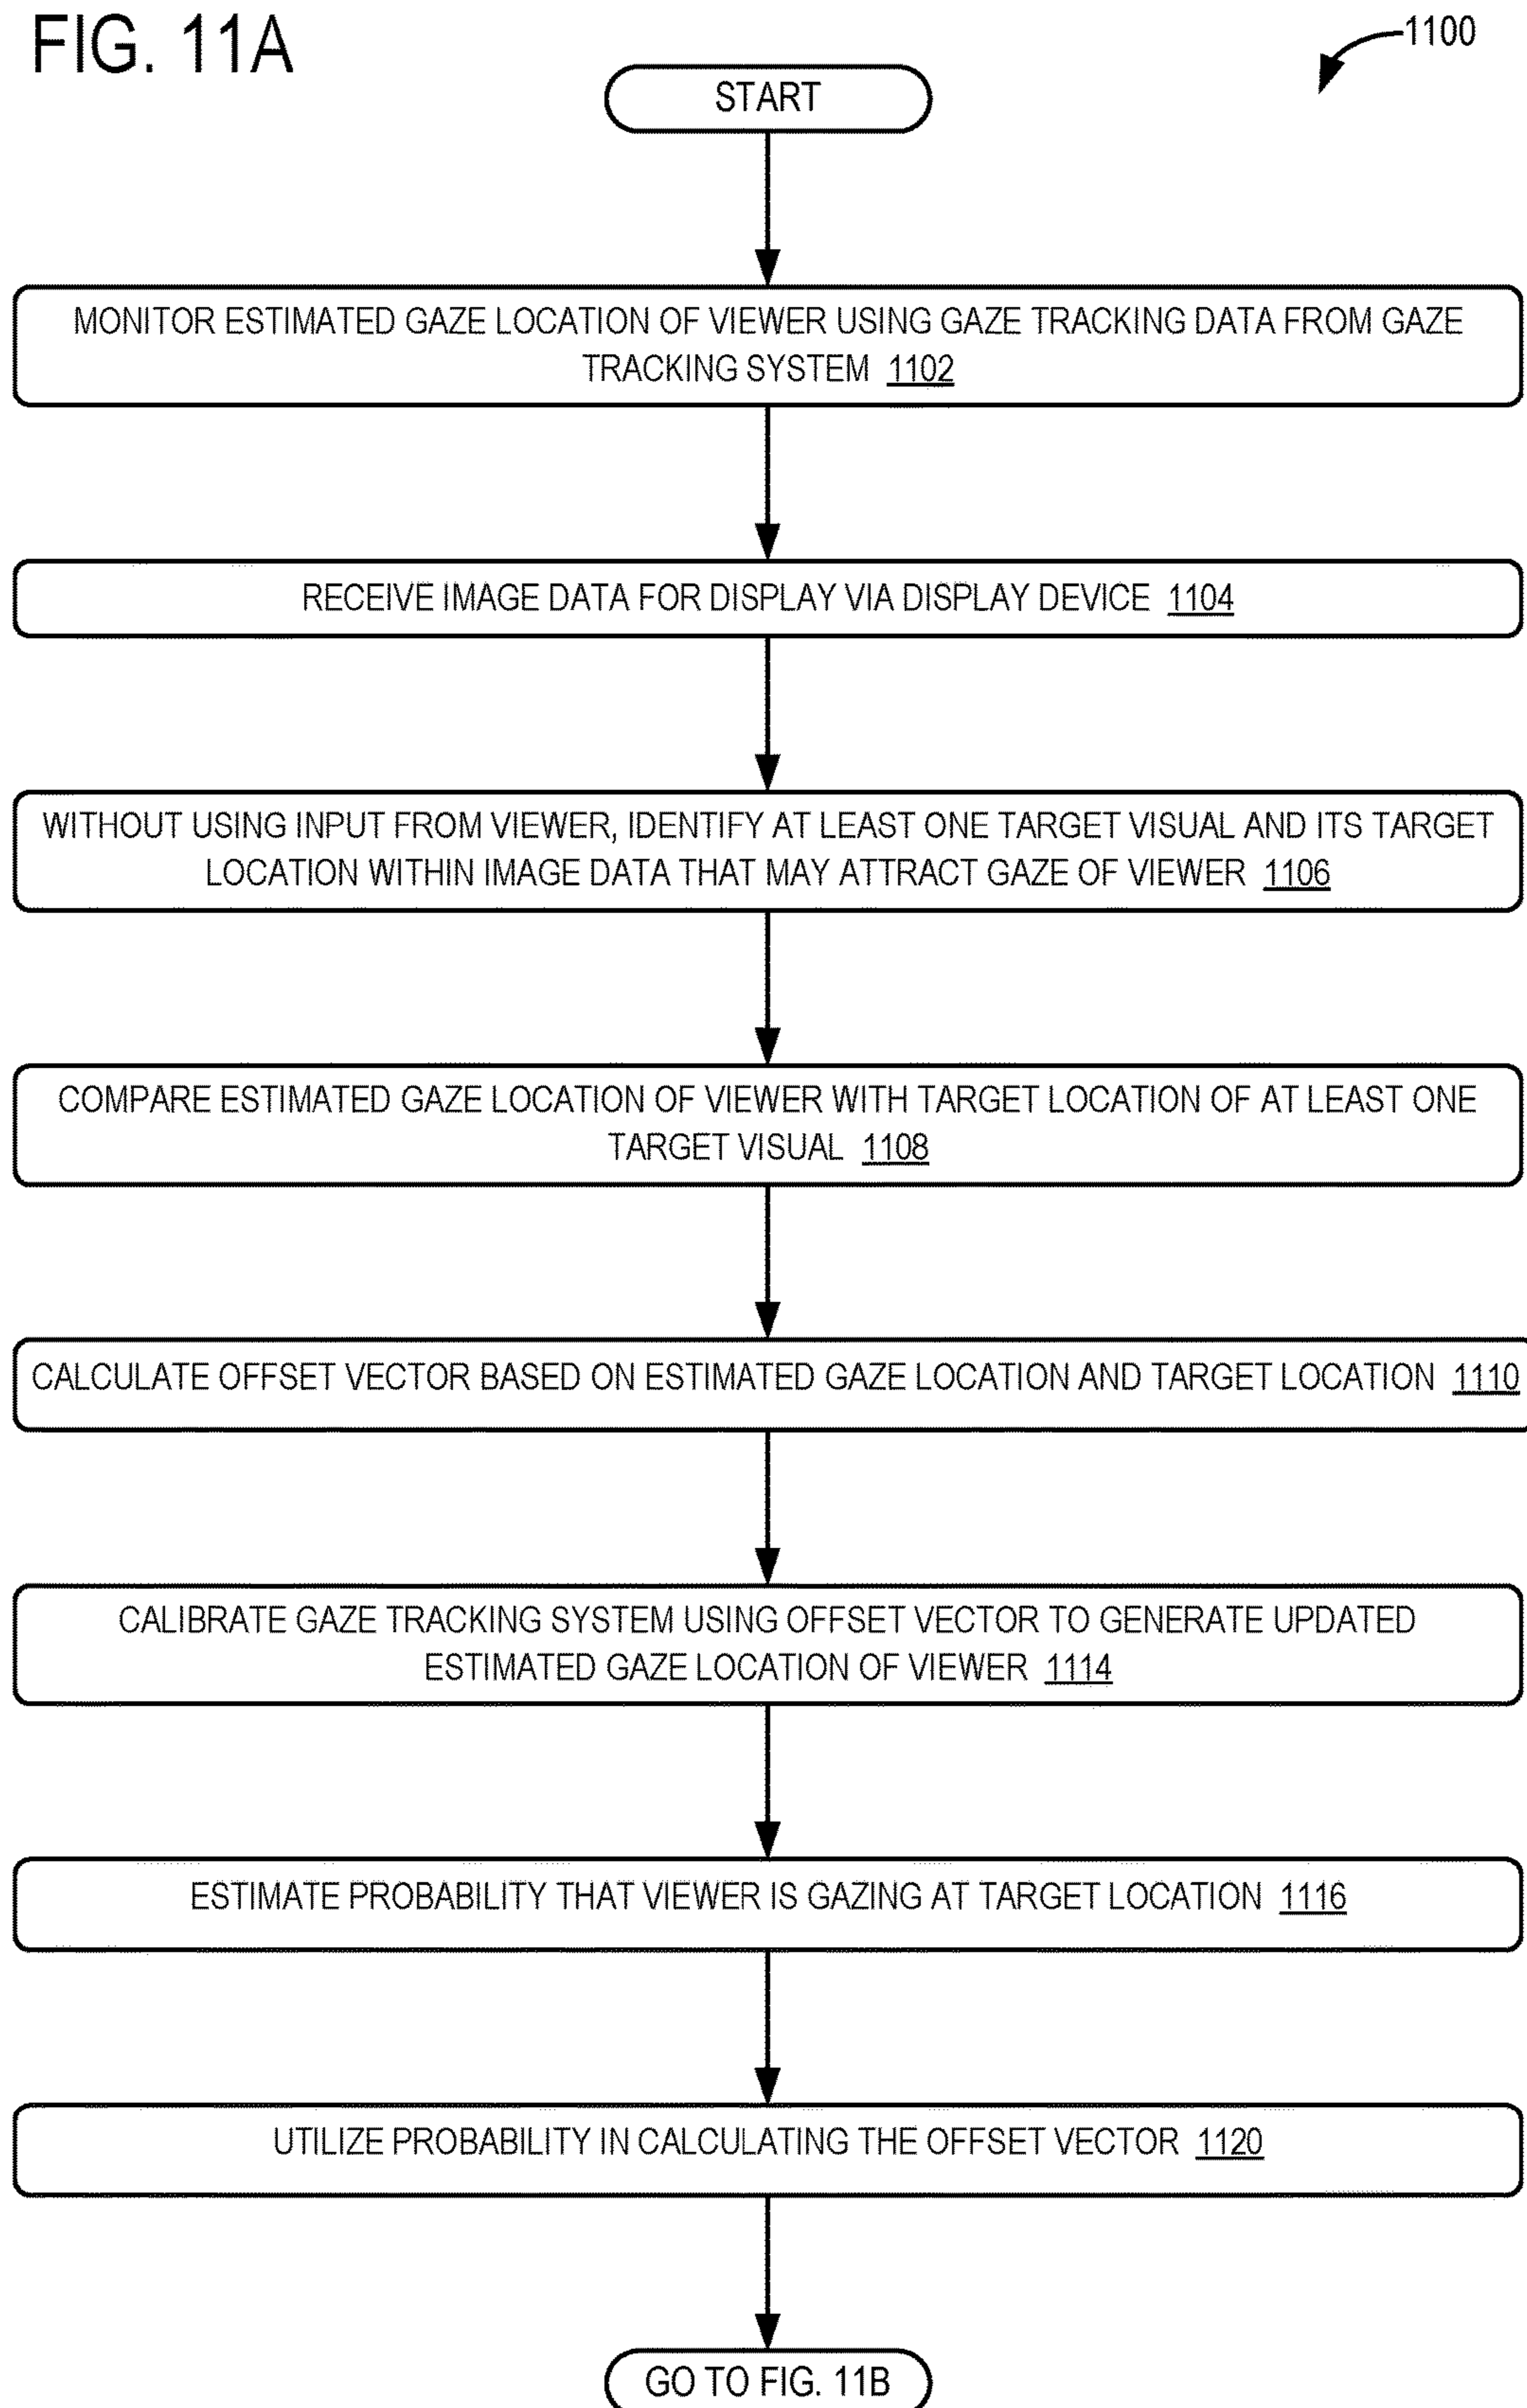 FIG. 11A
1100
START
MONITOR ESTIMATED GAZE LOCATION OF VIEWER USING GAZE TRACKING DATA FROM GAZE
TRACKING SYSTEM 1102
RECEIVE IMAGE DATA FOR DISPLAY VIA DISPLAY DEVICE 1104
WITHOUT USING INPUT FROM VIEWER, IDENTIFY AT LEAST ONE TARGET VISUAL AND ITS TARGET
LOCATION WITHIN IMAGE DATA THAT MAY ATTRACT GAZE OF VIEWER 1106
COMPARE ESTIMATED GAZE LOCATION OF VIEWER WITH TARGET LOCATION OF AT LEAST ONE
TARGET VISUAL 1108
CALCULATE OFFSET VECTOR BASED ON ESTIMATED GAZE LOCATION AND TARGET LOCATION 1110
CALIBRATE GAZE TRACKING SYSTEM USING OFFSET VECTOR TO GENERATE UPDATED
ESTIMATED GAZE LOCATION OF VIEWER 1114
ESTIMATE PROBABILITY THAT VIEWER IS GAZING AT TARGET LOCATION 1116
UTILIZE PROBABILITY IN CALCULATING THE OFFSET VECTOR 1120
GO TO FIG. 11B